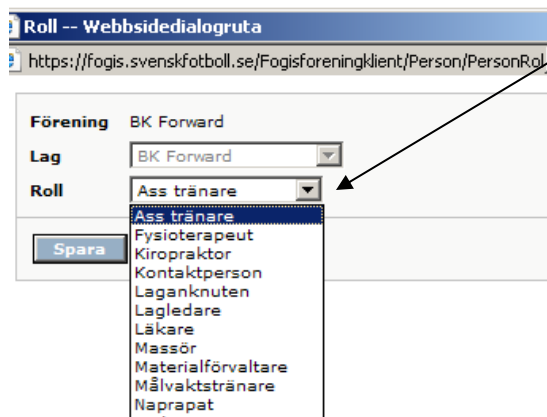 Roll -- Webbsidedialogruta
https://fogis.svenskfotboll.se/Fogisforeningklient/Person/PersonRol
Förening BK Forward
Lag BK Forward
Roll Ass tränare
Ass tränare
Fysioterapeut
Spara
Kiropraktor
Kontaktperson
Laganknuten
Lagledare
Läkare
Massör
Materialförvaltare
Målvaktstränare
Naprapat